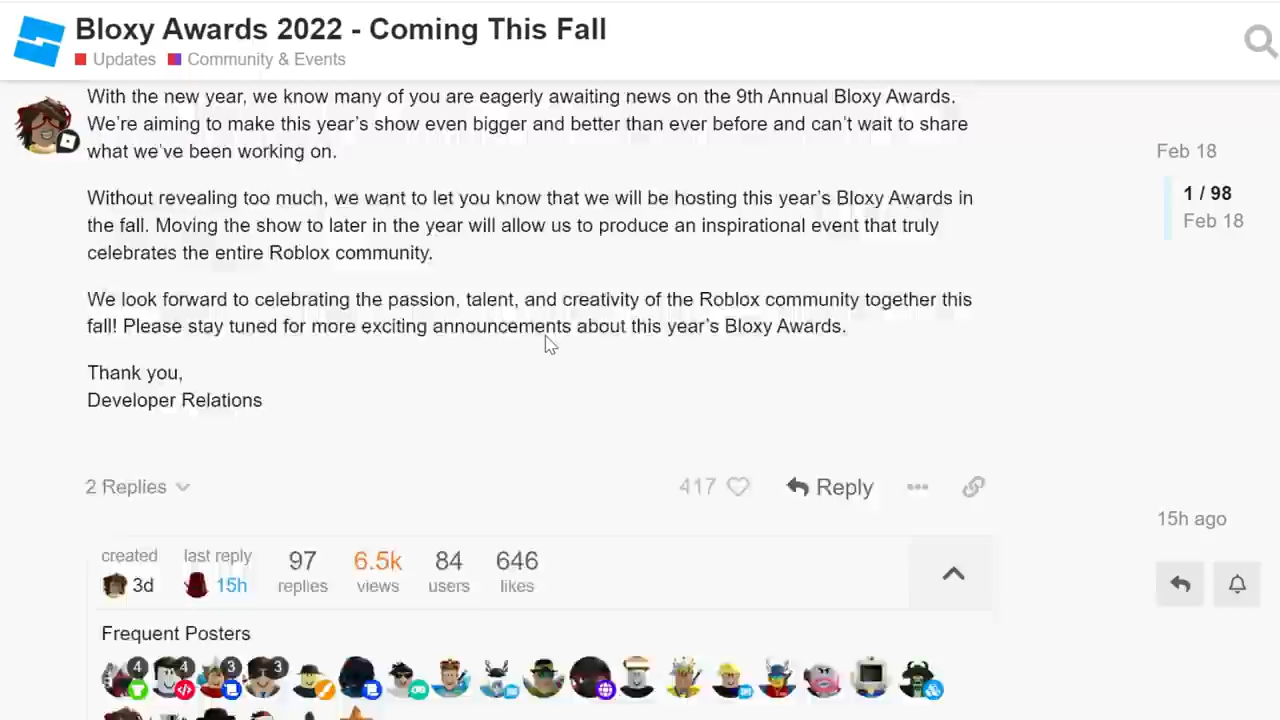 Bloxy Awards 2022 - Coming This Fall
Updates Community & Events
With the new year, we know many of you are eagerly awaiting news on the 9th Annual Bloxy Awards.
We're aiming to make this year's show even bigger and better than ever before and can't wait to share
what we've been working on.
Without revealing too much, we want to let you know that we will be hosting this year's Bloxy Awards in
the fall. Moving the show to later in the year will allow us to produce an inspirational event that truly
celebrates the entire Roblox community.
We look forward to celebrating the passion, talent, and creativity of the Roblox community together this
fall! Please stay tuned for more exciting announcements about this year's Bloxy Awards.
Thank you,
Developer Relations
Feb 18
1 / 98
Feb 18
15h ago
2 Replies
417
Reply
created last reply 97 6.5k 84 646
3d 15h replies views users likes
Frequent Posters
4 4 3 3